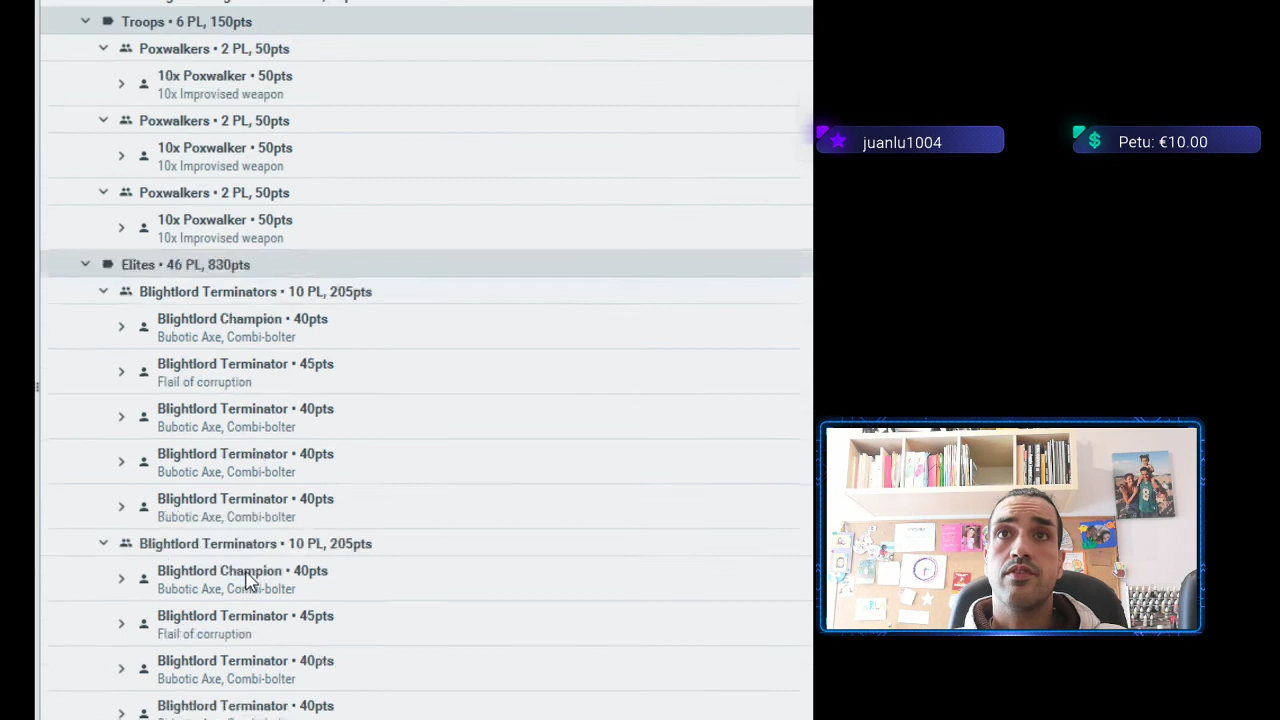 Troops • 6 PL, 150pts
Poxwalkers • 2 PL, 50pts
10x Poxwalker • 50pts
10x Improvised weapon
Poxwalkers • 2 PL, 50pts
10x Poxwalker • 50pts
10x Improvised weapon
Poxwalkers • 2 PL, 50pts
10x Poxwalker • 50pts
10x Improvised weapon
Elites • 46 PL, 830pts
Blightlord Terminators • 10 PL, 205pts
Blightlord Champion • 40pts
Bubotic Axe, Combi-bolter
Blightlord Terminator • 45pts
Flail of corruption
Blightlord Terminator • 40pts
Bubotic Axe, Combi-bolter
Blightlord Terminator • 40pts
Bubotic Axe, Combi-bolter
Blightlord Terminator • 40pts
Bubotic Axe, Combi-bolter
Blightlord Terminators • 10 PL, 205pts
Blightlord Champion • 40pts
Bubotic Axe, Combi-bolter
Blightlord Terminator • 45pts
Flail of corruption
Blightlord Terminator • 40pts
Bubotic Axe, Combi-bolter
Blightlord Terminator • 40pts
juanlu1004
Petu: €10.00
8